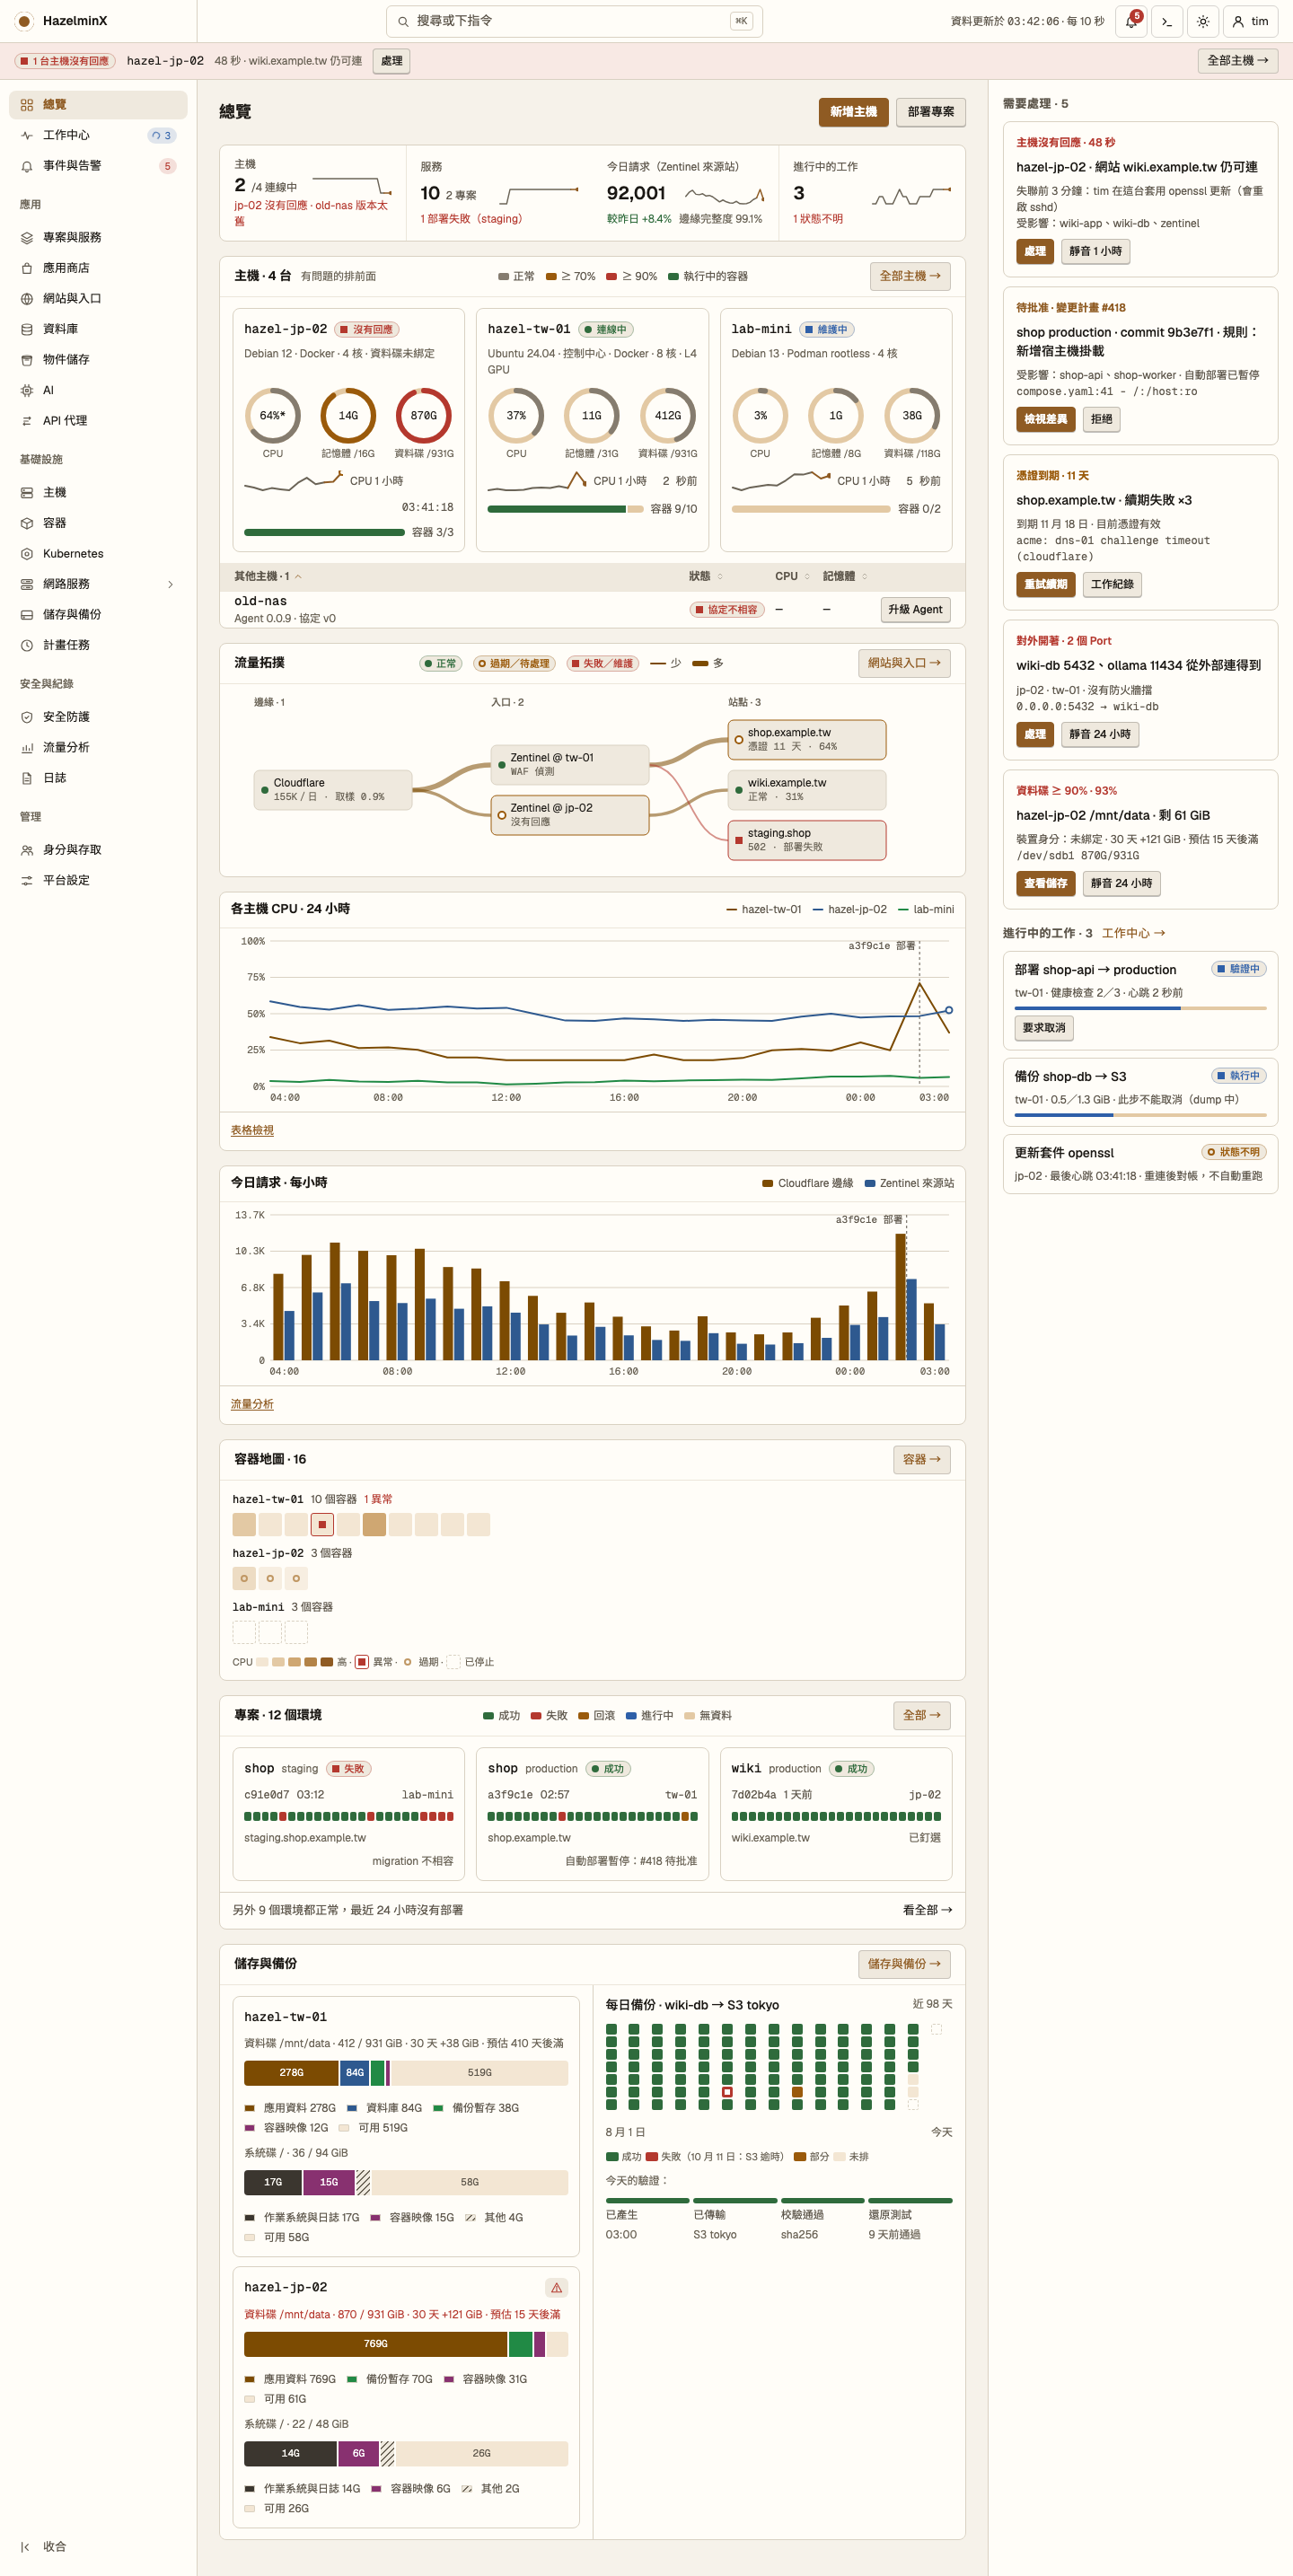 HazelminX
搜尋或下指令
⌘K
資料更新於 03:42:06 · 每 10 秒
5
tim
1 台主機沒有回應 hazel-jp-02 48 秒 · wiki.example.tw 仍可連 處理
全部主機 →
總覽
工作中心 3
事件與告警 5
應用
專案與服務
應用商店
網站與入口
資料庫
物件儲存
AI
API 代理
基礎設施
主機
容器
Kubernetes
網路服務
儲存與備份
計畫任務
安全與紀錄
安全防護
流量分析
日誌
管理
身分與存取
平台設定
收合
總覽
新增主機 部署專案
主機
2 /4 連線中
jp-02 沒有回應 · old-nas 版本太
舊
服務
10 2 專案
1 部署失敗（staging）
今日請求（Zentinel 來源站）
92,001
較昨日 +8.4% 邊緣完整度 99.1%
進行中的工作
3
1 狀態不明
主機 · 4 台 有問題的排前面
正常 ≥ 70% ≥ 90% 執行中的容器
全部主機 →
hazel-jp-02 沒有回應
Debian 12 · Docker · 4 核 · 資料碟未綁定
64%* 14G 870G
CPU 記憶體 /16G 資料碟 /931G
CPU 1 小時
03:41:18
容器 3/3
hazel-tw-01 連線中
Ubuntu 24.04 · 控制中心 · Docker · 8 核 · L4
GPU
37% 11G 412G
CPU 記憶體 /31G 資料碟 /931G
CPU 1 小時 2 秒前
容器 9/10
lab-mini 維護中
Debian 13 · Podman rootless · 4 核
3% 1G 38G
CPU 記憶體 /8G 資料碟 /118G
CPU 1 小時 5 秒前
容器 0/2
其他主機 · 1 狀態 CPU 記憶體
old-nas
Agent 0.0.9 · 協定 v0
協定不相容 — — 升級 Agent
流量拓撲
正常 過期／待處理 失敗／維護 少 多
網站與入口 →
邊緣 · 1 入口 · 2 站點 · 3
Cloudflare
155K / 日 · 取樣 0.9%
Zentinel @ tw-01
WAF 偵測
Zentinel @ jp-02
沒有回應
shop.example.tw
憑證 11 天 · 64%
wiki.example.tw
正常 · 31%
staging.shop
502 · 部署失敗
各主機 CPU · 24 小時
hazel-tw-01 hazel-jp-02 lab-mini
a3f9c1e 部署
100%
75%
50%
25%
0%
04:00 08:00 12:00 16:00 20:00 00:00 03:00
表格檢視
今日請求 · 每小時
Cloudflare 邊緣 Zentinel 來源站
a3f9c1e 部署
13.7K
10.3K
6.8K
3.4K
0
04:00 08:00 12:00 16:00 20:00 00:00 03:00
流量分析
容器地圖 · 16
容器 →
hazel-tw-01 10 個容器 1 異常
hazel-jp-02 3 個容器
lab-mini 3 個容器
CPU 高 · 異常 · 過期 · 已停止
專案 · 12 個環境
成功 失敗 回滾 進行中 無資料
全部 →
shop staging 失敗
c91e0d7 03:12 lab-mini
staging.shop.example.tw
migration 不相容
shop production 成功
a3f9c1e 02:57 tw-01
shop.example.tw
自動部署暫停：#418 待批准
wiki production 成功
7d02b4a 1 天前 jp-02
wiki.example.tw 已釘選
另外 9 個環境都正常，最近 24 小時沒有部署
看全部 →
儲存與備份
儲存與備份 →
hazel-tw-01
資料碟 /mnt/data · 412 / 931 GiB · 30 天 +38 GiB · 預估 410 天後滿
278G 84G 519G
應用資料 278G 資料庫 84G 備份暫存 38G
容器映像 12G 可用 519G
系統碟 / · 36 / 94 GiB
17G 15G 58G
作業系統與日誌 17G 容器映像 15G 其他 4G
可用 58G
hazel-jp-02
資料碟 /mnt/data · 870 / 931 GiB · 30 天 +121 GiB · 預估 15 天後滿
769G
應用資料 769G 備份暫存 70G 容器映像 31G
可用 61G
系統碟 / · 22 / 48 GiB
14G 6G 26G
作業系統與日誌 14G 容器映像 6G 其他 2G
可用 26G
每日備份 · wiki-db → S3 tokyo 近 98 天
8 月 1 日 今天
成功 失敗（10 月 11 日：S3 逾時） 部分 未排
今天的驗證：
已產生 已傳輸 校驗通過 還原測試
03:00 S3 tokyo sha256 9 天前通過
需要處理 · 5
主機沒有回應 · 48 秒
hazel-jp-02 · 網站 wiki.example.tw 仍可連
失聯前 3 分鐘：tim 在這台套用 openssl 更新（會重
啟 sshd）
受影響：wiki-app、wiki-db、zentinel
處理 靜音 1 小時
待批准 · 變更計畫 #418
shop production · commit 9b3e7f1 · 規則：
新增宿主機掛載
受影響：shop-api、shop-worker · 自動部署已暫停
compose.yaml:41 - /:/host:ro
檢視差異 拒絕
憑證到期 · 11 天
shop.example.tw · 續期失敗 ×3
到期 11 月 18 日 · 目前憑證有效
acme: dns-01 challenge timeout
(cloudflare)
重試續期 工作紀錄
對外開著 · 2 個 Port
wiki-db 5432、ollama 11434 從外部連得到
jp-02 · tw-01 · 沒有防火牆擋
0.0.0.0:5432 → wiki-db
處理 靜音 24 小時
資料碟 ≥ 90% · 93%
hazel-jp-02 /mnt/data · 剩 61 GiB
裝置身分：未綁定 · 30 天 +121 GiB · 預估 15 天後滿
/dev/sdb1 870G/931G
查看儲存 靜音 24 小時
進行中的工作 · 3 工作中心 →
部署 shop-api → production 驗證中
tw-01 · 健康檢查 2／3 · 心跳 2 秒前
要求取消
備份 shop-db → S3 執行中
tw-01 · 0.5／1.3 GiB · 此步不能取消（dump 中）
更新套件 openssl 狀態不明
jp-02 · 最後心跳 03:41:18 · 重連後對帳，不自動重跑